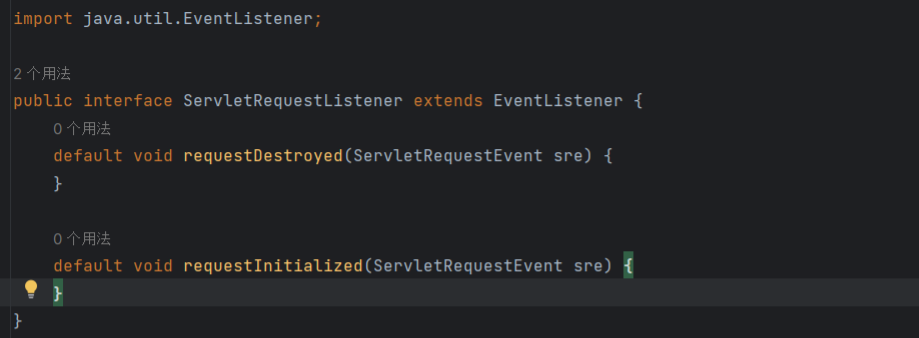 import java.util.EventListener;
2 个用法
public interface ServletRequestListener extends EventListener {
0 个用法
default void requestDestroyed(ServletRequestEvent sre) {
}
0 个用法
default void requestInitialized(ServletRequestEvent sre) {
}
}